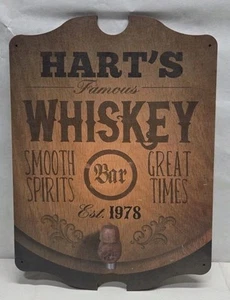 HART'S
Famous
WHISKEY
SMOOTH SPIRITS
Bar
GREAT TIMES
Est. 1978